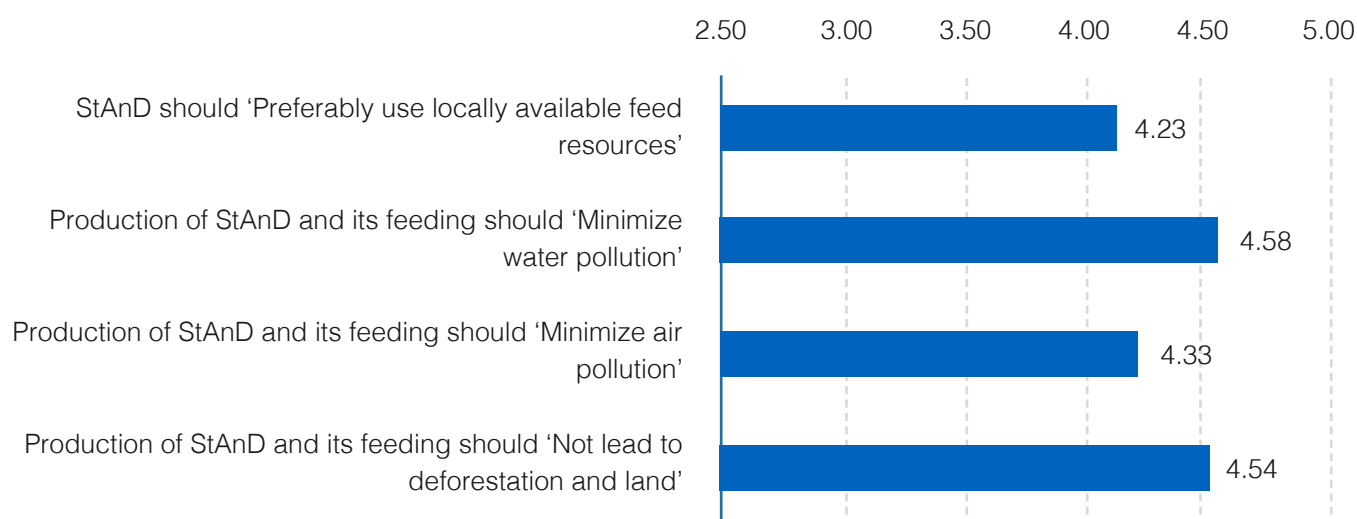 2.50 3.00 3.50 4.00 4.50 5.00
StAnD should ‘Preferably use locally available feed
resources’
4.23
Production of StAnD and its feeding should ‘Minimize
water pollution’
4.58
Production of StAnD and its feeding should ‘Minimize air
pollution’
4.33
Production of StAnD and its feeding should ‘Not lead to
deforestation and land’
4.54